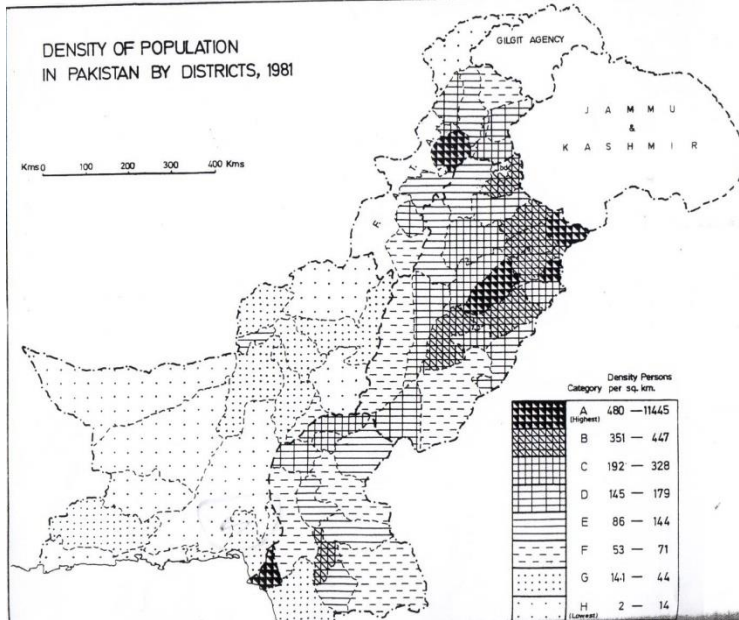 DENSITY OF POPULATION
IN PAKISTAN BY DISTRICTS, 1981
Kms 0 100 200 300 400 Kms
GILGIT AGENCY
JAMMU
&
KASHMIR
F. A. T. A.
Category Density Persons per sq. km.
A (Highest) 480 — 11445
B 351 — 447
C 192 — 328
D 145 — 179
E 86 — 144
F 53 — 71
G 14.1 — 44
H (Lowest) 2 — 14